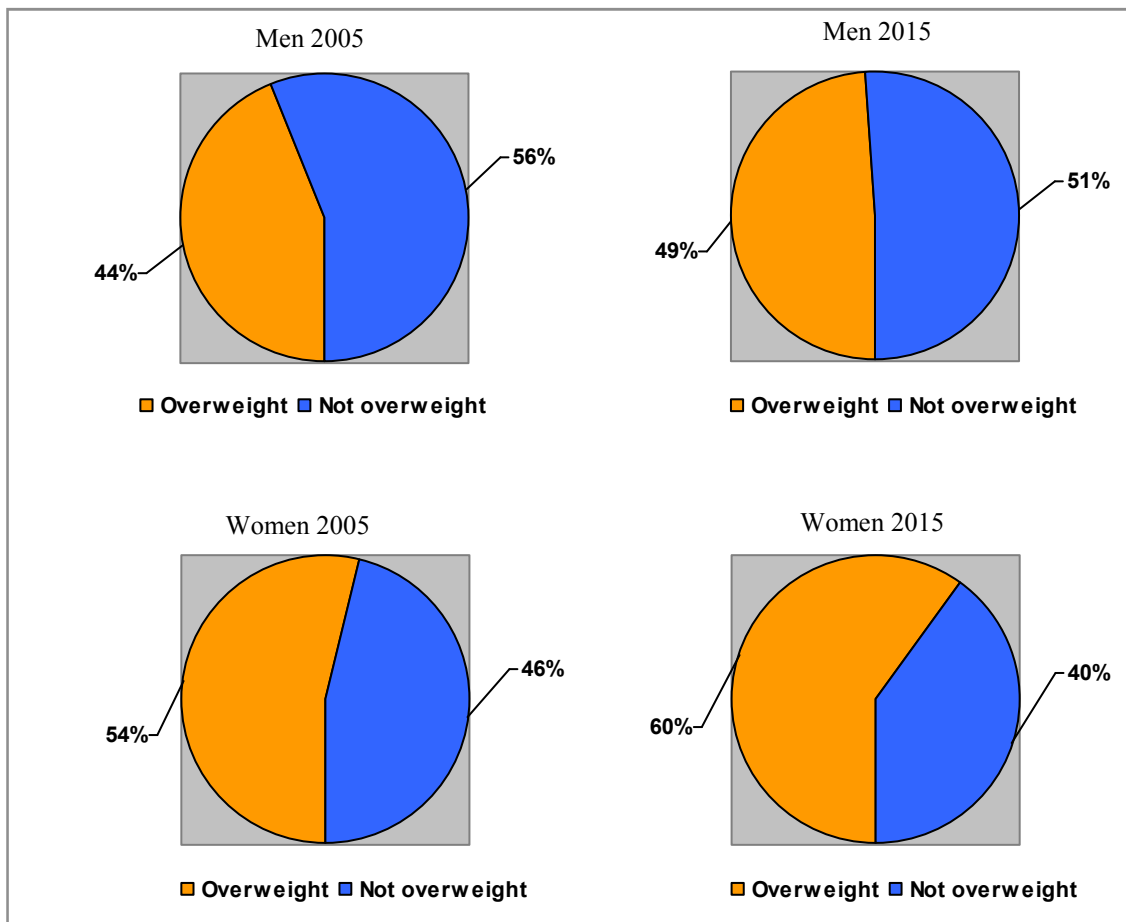 Men 2005
Men 2015
56%
44%
51%
49%
Overweight Not overweight
Overweight Not overweight
Women 2005
Women 2015
46%
54%
40%
60%
Overweight Not overweight
Overweight Not overweight